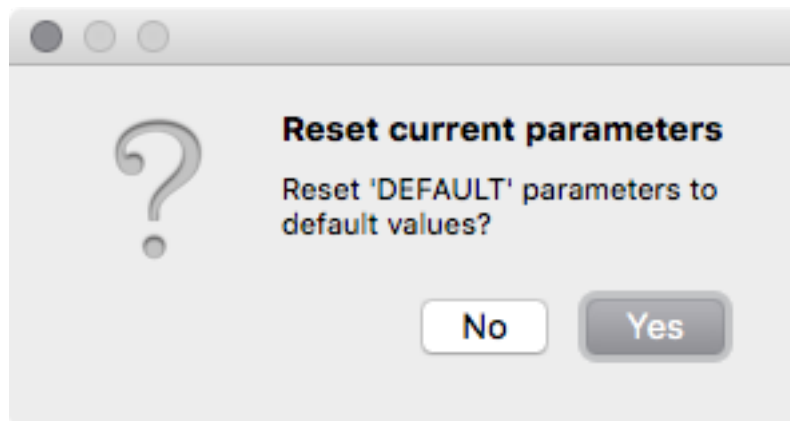 Reset current parameters
Reset 'DEFAULT' parameters to
default values?
No
Yes